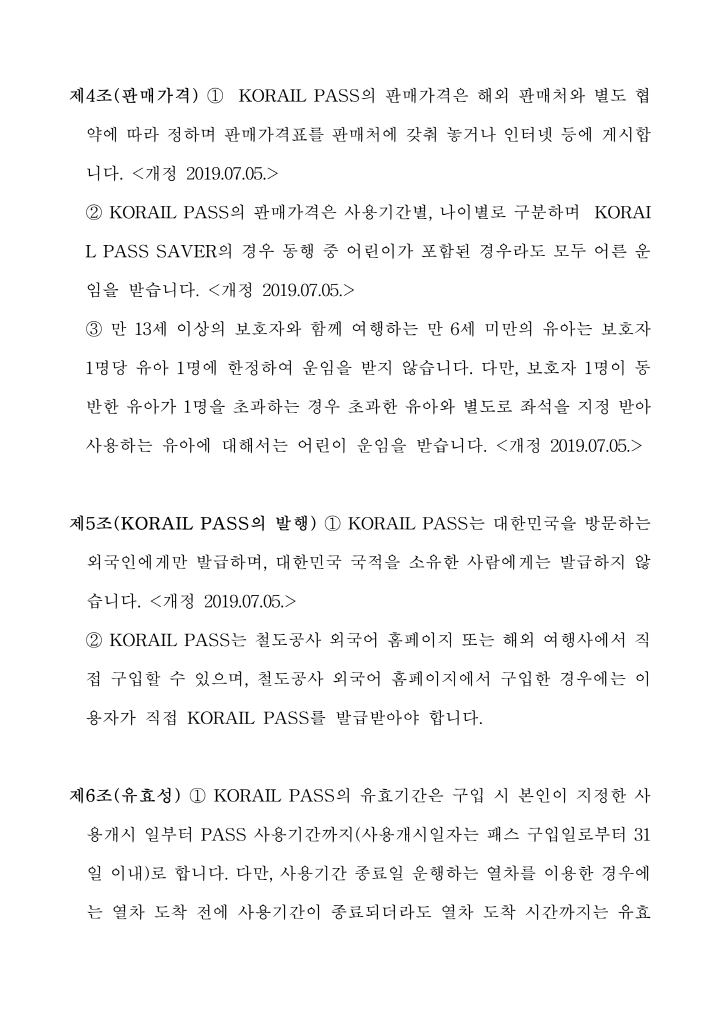 제4조(판매가격) ① KORAIL PASS의 판매가격은 해외 판매처와 별도 협
약에 따라 정하며 판매가격표를 판매처에 갖춰 놓거나 인터넷 등에 게시합
니다. <개정 2019.07.05.>
② KORAIL PASS의 판매가격은 사용기간별, 나이별로 구분하며 KORAI
L PASS SAVER의 경우 동행 중 어린이가 포함된 경우라도 모두 어른 운
임을 받습니다. <개정 2019.07.05.>
③ 만 13세 이상의 보호자와 함께 여행하는 만 6세 미만의 유아는 보호자
1명당 유아 1명에 한정하여 운임을 받지 않습니다. 다만, 보호자 1명이 동
반한 유아가 1명을 초과하는 경우 초과한 유아와 별도로 좌석을 지정 받아
사용하는 유아에 대해서는 어린이 운임을 받습니다. <개정 2019.07.05.>
제5조(KORAIL PASS의 발행) ① KORAIL PASS는 대한민국을 방문하는
외국인에게만 발급하며, 대한민국 국적을 소유한 사람에게는 발급하지 않
습니다. <개정 2019.07.05.>
② KORAIL PASS는 철도공사 외국어 홈페이지 또는 해외 여행사에서 직
접 구입할 수 있으며, 철도공사 외국어 홈페이지에서 구입한 경우에는 이
용자가 직접 KORAIL PASS를 발급받아야 합니다.
제6조(유효성) ① KORAIL PASS의 유효기간은 구입 시 본인이 지정한 사
용개시 일부터 PASS 사용기간까지(사용개시일자는 패스 구입일로부터 31
일 이내)로 합니다. 다만, 사용기간 종료일 운행하는 열차를 이용한 경우에
는 열차 도착 전에 사용기간이 종료되더라도 열차 도착 시간까지는 유효